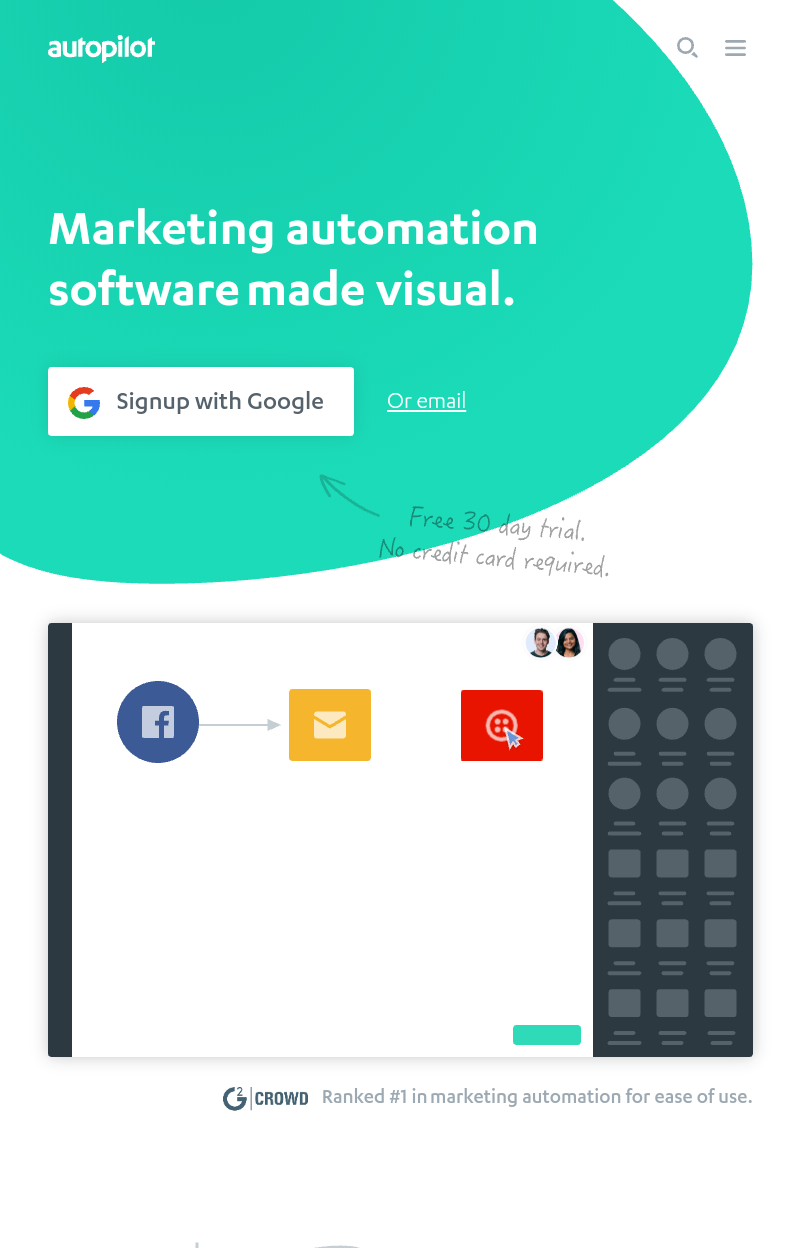 autopilot
Marketing automation
software made visual.
Signup with Google
Or email
Free 30 day trial.
No credit card required.
G2 CROWD
Ranked #1 in marketing automation for ease of use.